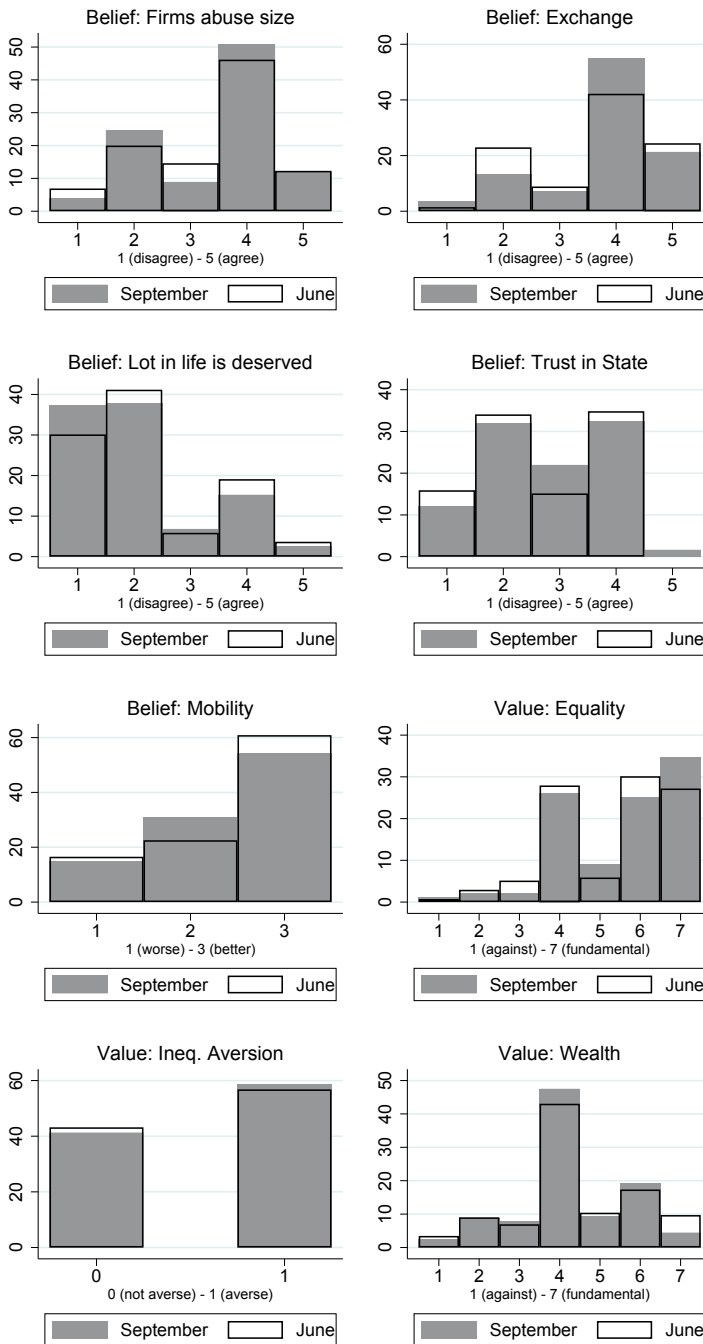 Belief: Firms abuse size
50
40
30
20
10
0
1 2 3 4 5
1 (disagree) - 5 (agree)
September June
Belief: Exchange
60
40
20
0
1 2 3 4 5
1 (disagree) - 5 (agree)
September June
Belief: Lot in life is deserved
40
30
20
10
0
1 2 3 4 5
1 (disagree) - 5 (agree)
September June
Belief: Trust in State
40
30
20
10
0
1 2 3 4 5
1 (disagree) - 5 (agree)
September June
Belief: Mobility
60
40
20
0
1 2 3
1 (worse) - 3 (better)
September June
Value: Equality
40
30
20
10
0
1 2 3 4 5 6 7
1 (against) - 7 (fundamental)
September June
Value: Ineq. Aversion
60
40
20
0
0 1
0 (not averse) - 1 (averse)
September June
Value: Wealth
50
40
30
20
10
0
1 2 3 4 5 6 7
1 (against) - 7 (fundamental)
September June